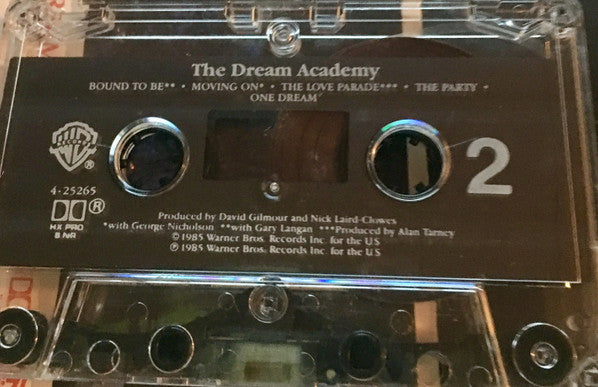 The Dream Academy
BOUND TO BE** • MOVING ON* • THE LOVE PARADE*** • THE PARTY •
ONE DREAM
WB
RECORDS
®
2
4-25265
®
HX PRO
B NR
Produced by David Gilmour and Nick Laird-Clowes
*with George Nicholson **with Gary Langan ***Produced by Alan Tarney
©1985 Warner Bros. Records Inc. for the U.S.
℗1985 Warner Bros. Records Inc. for the U.S.